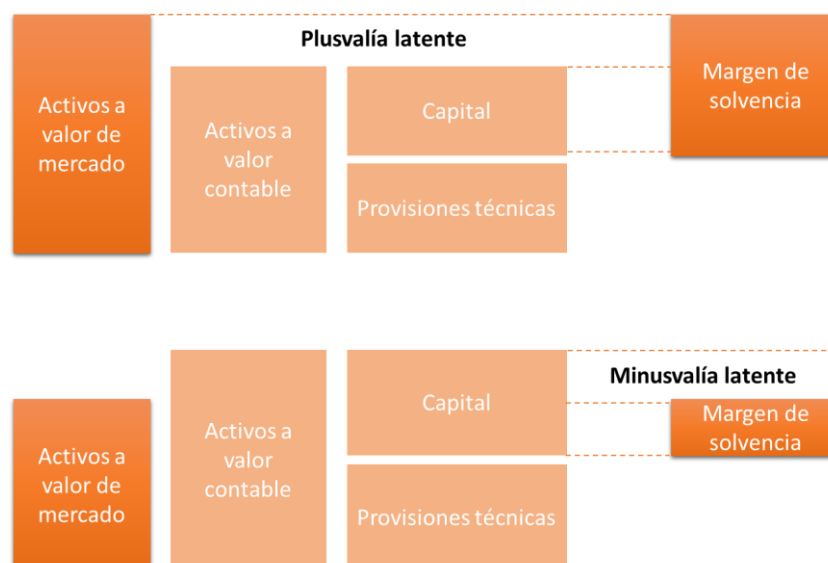 Plusvalía latente
Activos a
valor de
mercado
Activos a
valor
contable
Capital
Provisiones técnicas
Margen de
solvencia
Minusvalía latente
Activos a
valor de
mercado
Activos a
valor
contable
Capital
Provisiones técnicas
Margen de
solvencia